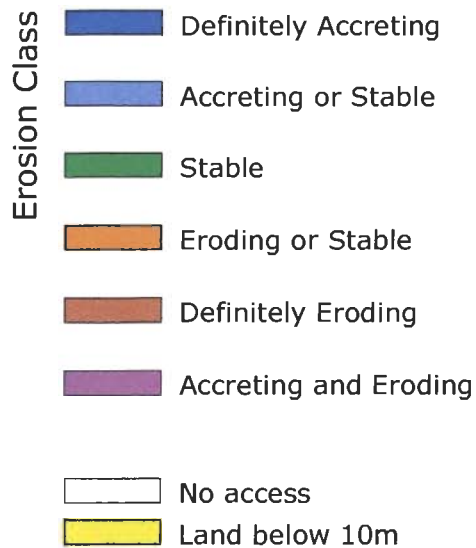 Erosion Class
Definitely Accreting
Accreting or Stable
Stable
Eroding or Stable
Definitely Eroding
Accreting and Eroding
No access
Land below 10m